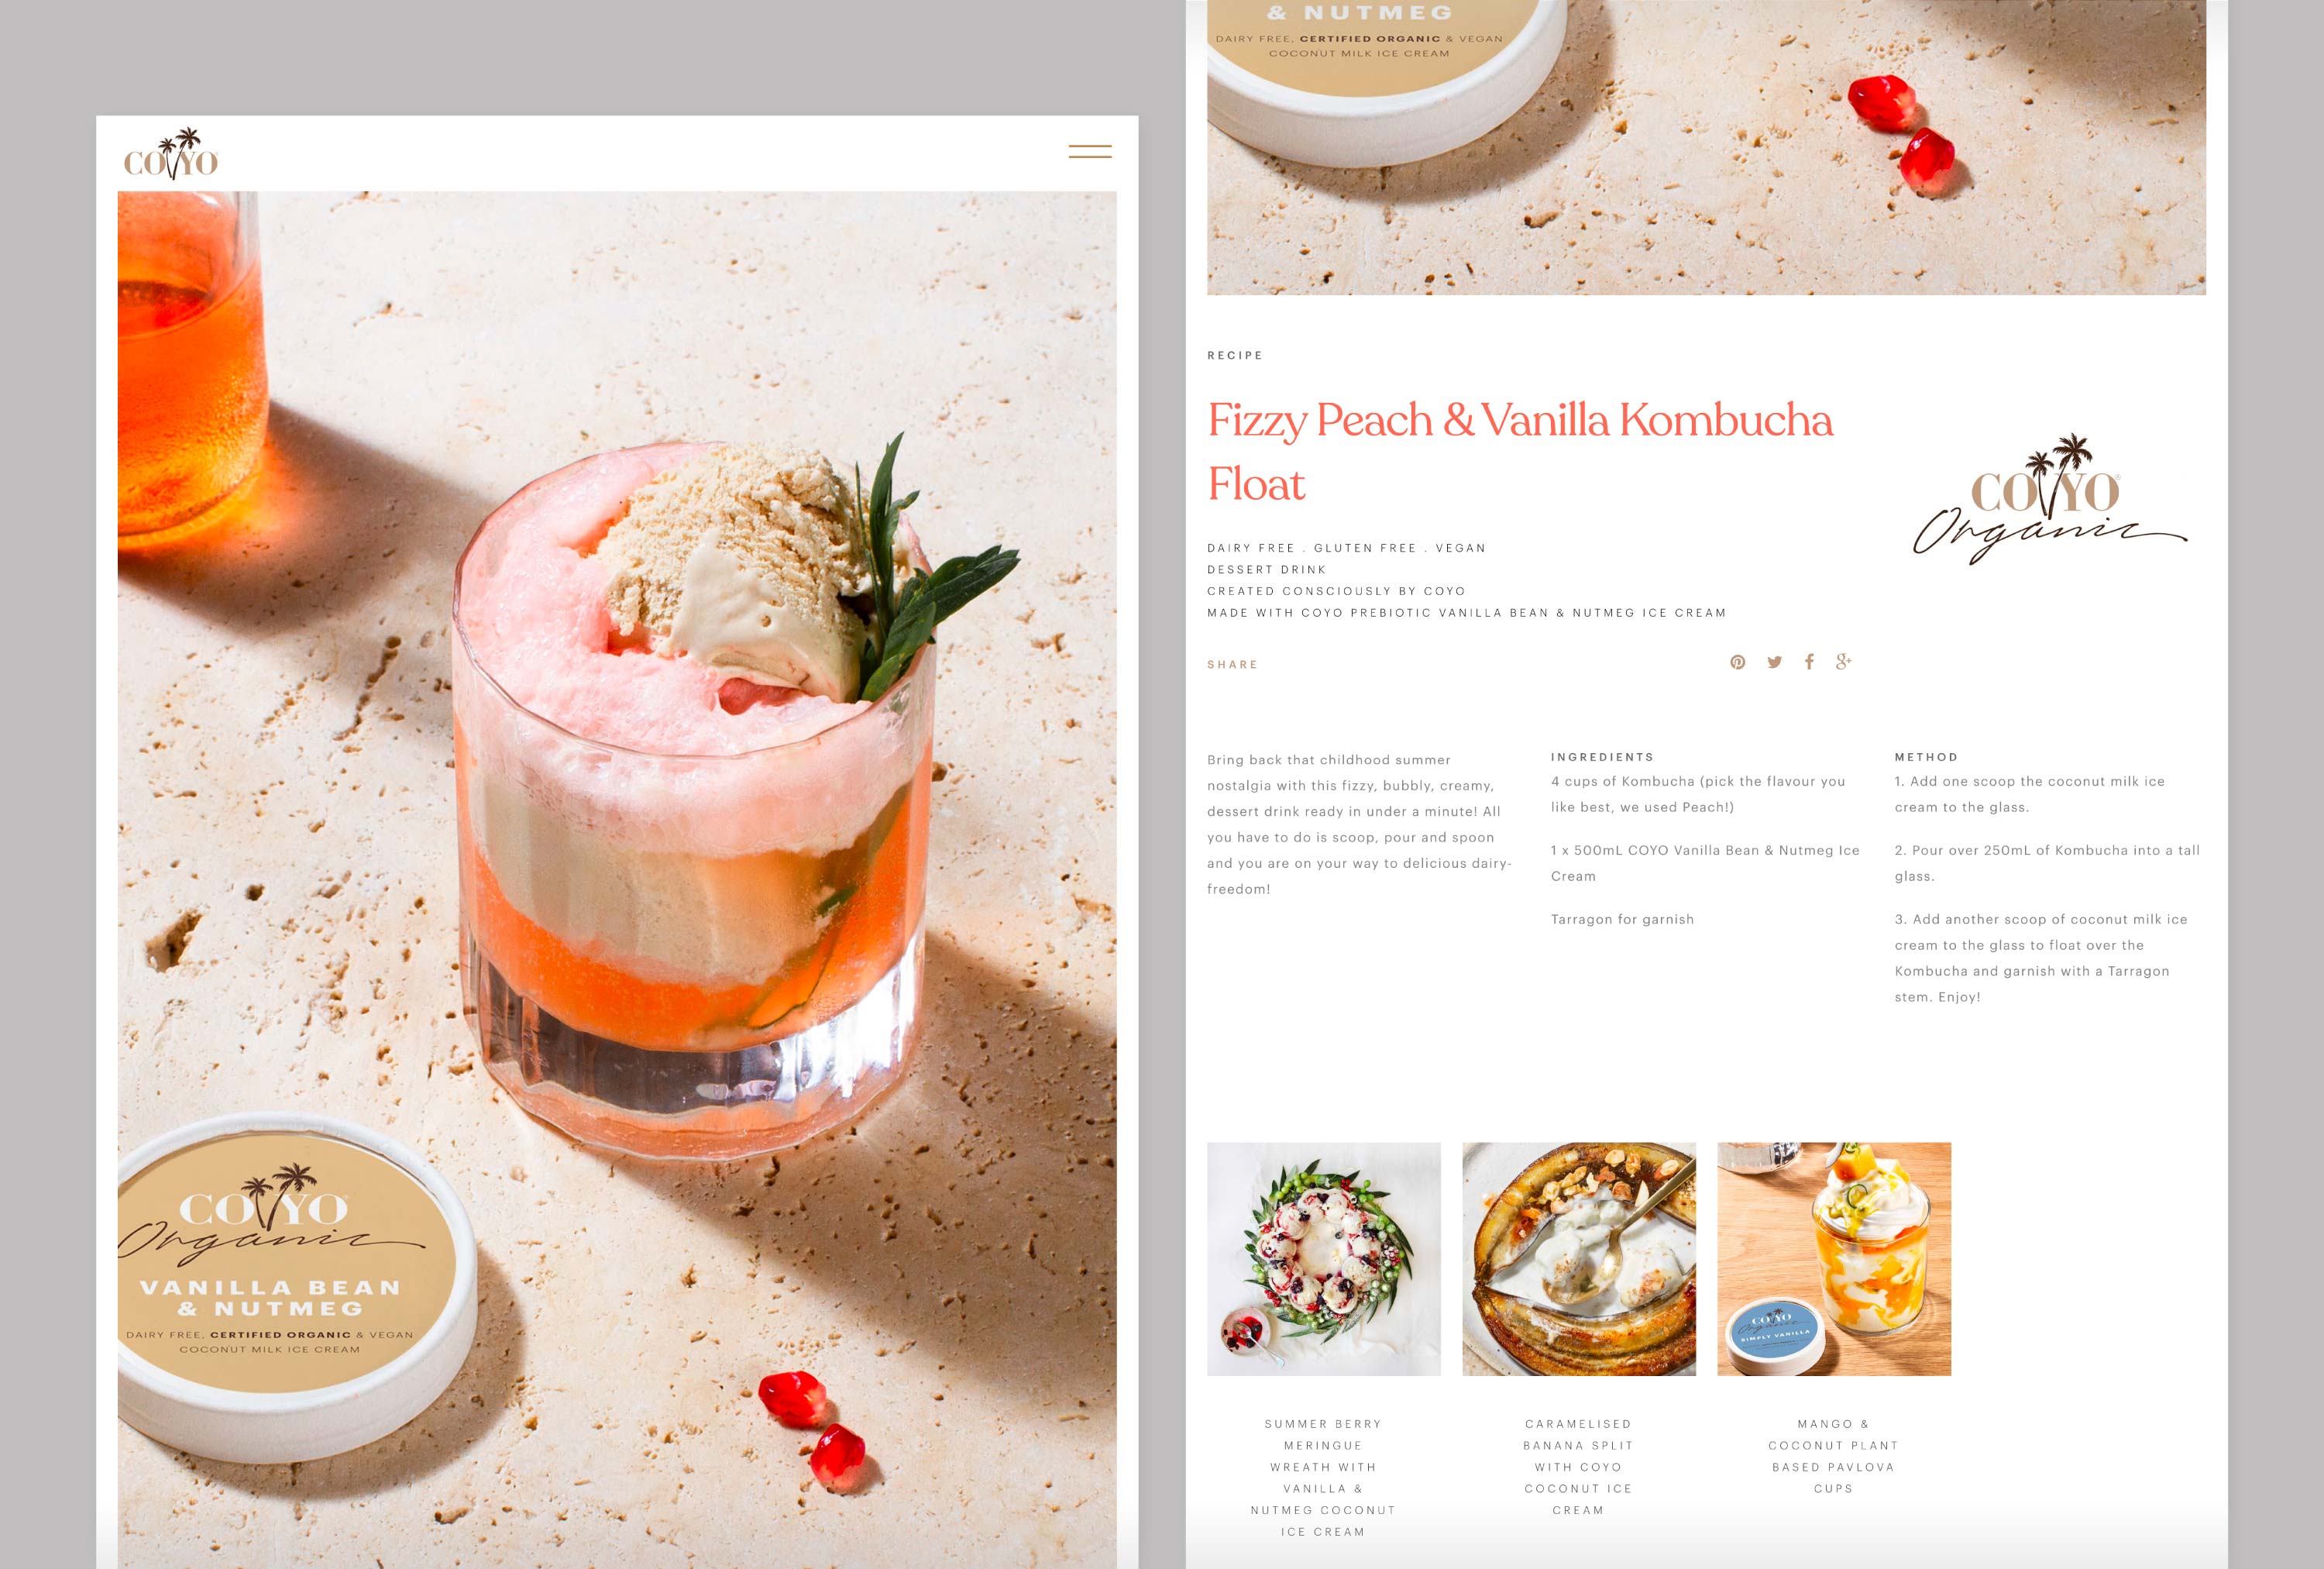 COYO
COYO
Organic
VANILLA BEAN
& NUTMEG
DAIRY FREE, CERTIFIED ORGANIC & VEGAN
COCONUT MILK ICE CREAM
& NUTMEG
DAIRY FREE, CERTIFIED ORGANIC & VEGAN
COCONUT MILK ICE CREAM
RECIPE
Fizzy Peach & Vanilla Kombucha
Float
COYO
Organic
DAIRY FREE . GLUTEN FREE . VEGAN
DESSERT DRINK
CREATED CONSCIOUSLY BY COYO
MADE WITH COYO PREBIOTIC VANILLA BEAN & NUTMEG ICE CREAM
SHARE
Bring back that childhood summer
nostalgia with this fizzy, bubbly, creamy,
dessert drink ready in under a minute! All
you have to do is scoop, pour and spoon
and you are on your way to delicious dairy-
freedom!
INGREDIENTS
4 cups of Kombucha (pick the flavour you
like best, we used Peach!)
1 x 500mL COYO Vanilla Bean & Nutmeg Ice
Cream
Tarragon for garnish
METHOD
1. Add one scoop the coconut milk ice
cream to the glass.
2. Pour over 250mL of Kombucha into a tall
glass.
3. Add another scoop of coconut milk ice
cream to the glass to float over the
Kombucha and garnish with a Tarragon
stem. Enjoy!
COYO
Organic
SIMPLY VANILLA
SUMMER BERRY
MERINGUE
WREATH WITH
VANILLA &
NUTMEG COCONUT
ICE CREAM
CARAMELISED
BANANA SPLIT
WITH COYO
COCONUT ICE
CREAM
MANGO &
COCONUT PLANT
BASED PAVLOVA
CUPS